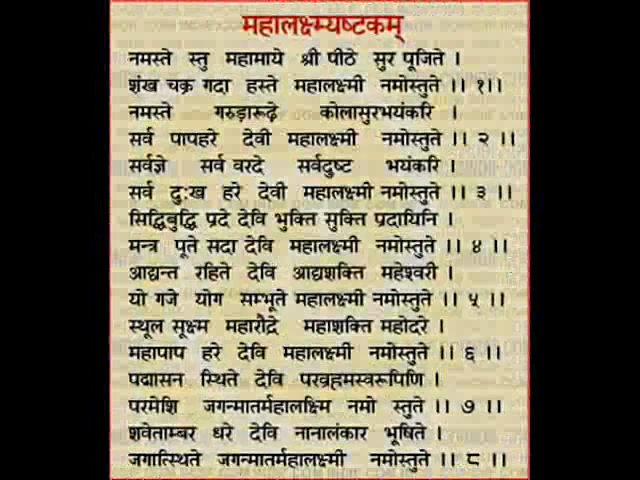 महालक्ष्म्यष्टकम्
नमस्ते स्तु महामाये श्री पीठे सुर पूजिते ।
शंख चक्र गदा हस्ते महालक्ष्मी नमोस्तुते ।। १।।
नमस्ते गरुड़ारूढ़े कोलासुरभयंकरि ।
सर्व पापहरे देवी महालक्ष्मी नमोस्तुते ।। २ ।।
सर्वज्ञे सर्व वरदे सर्वदुष्ट भयंकरि ।
सर्व दुःख हरे देवी महालक्ष्मी नमोस्तुते ।। ३ ।।
सिद्धिबुद्धि प्रदे देवि भुक्ति सुक्ति प्रदायिनि ।
मन्त्र पूते सदा देवि महालक्ष्मी नमोस्तुते ।। ४ ।।
आद्यन्त रहिते देवि आद्यशक्ति महेश्वरी ।
यो गजे योग सम्भूते महालक्ष्मी नमोस्तुते ।। ५ ।।
स्थूल सूक्ष्म महारौद्रे महाशक्ति महोदरे ।
महापाप हरे देवि महालक्ष्मी नमोस्तुते ।। ६ ।।
पद्मासन स्थिते देवि परव्रहमस्वरूपिणि ।
परमेशि जगन्मातर्महालक्ष्मि नमो स्तुते ।। ७ ।।
शवेताम्बर धरे देवि नानालंकार भूषिते ।
जगात्स्थिते जगन्मातर्महालक्ष्मी नमोस्तुते ।। ८ ।।